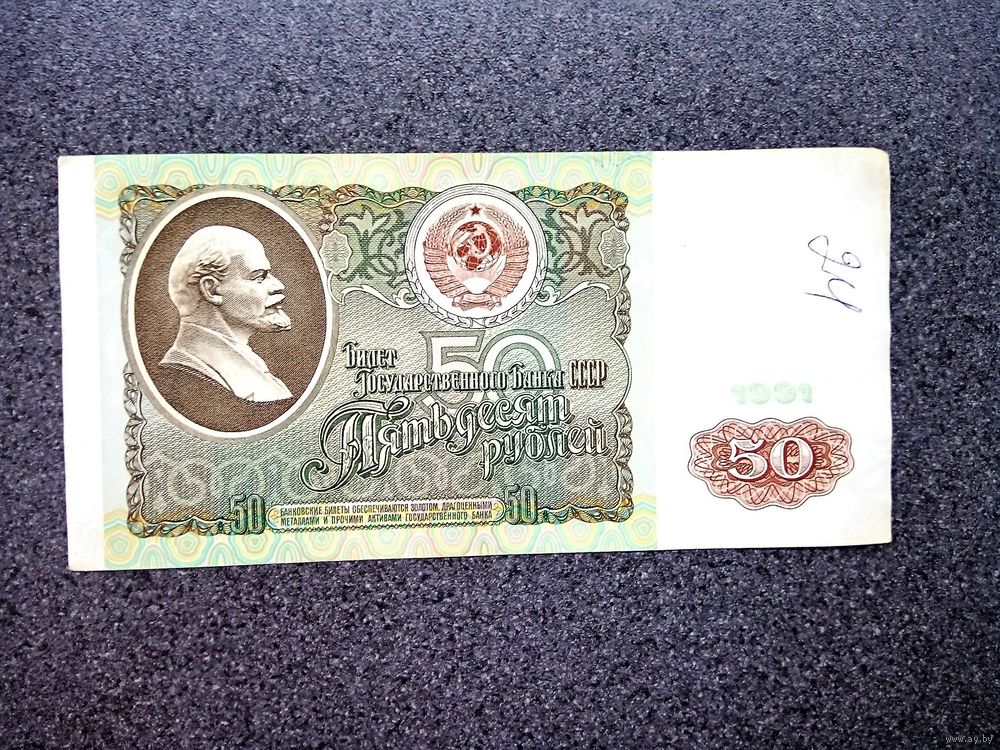 Билет
Государственного Банка СССР
50
Пятьдесят
рублей
50 БАНКОВСКИЕ БИЛЕТЫ ОБЕСПЕЧИВАЮТСЯ ЗОЛОТОМ, ДРАГОЦЕННЫМИ
МЕТАЛЛАМИ И ПРОЧИМИ АКТИВАМИ ГОСУДАРСТВЕННОГО БАНКА 50
24
1991
50
www.ay.by